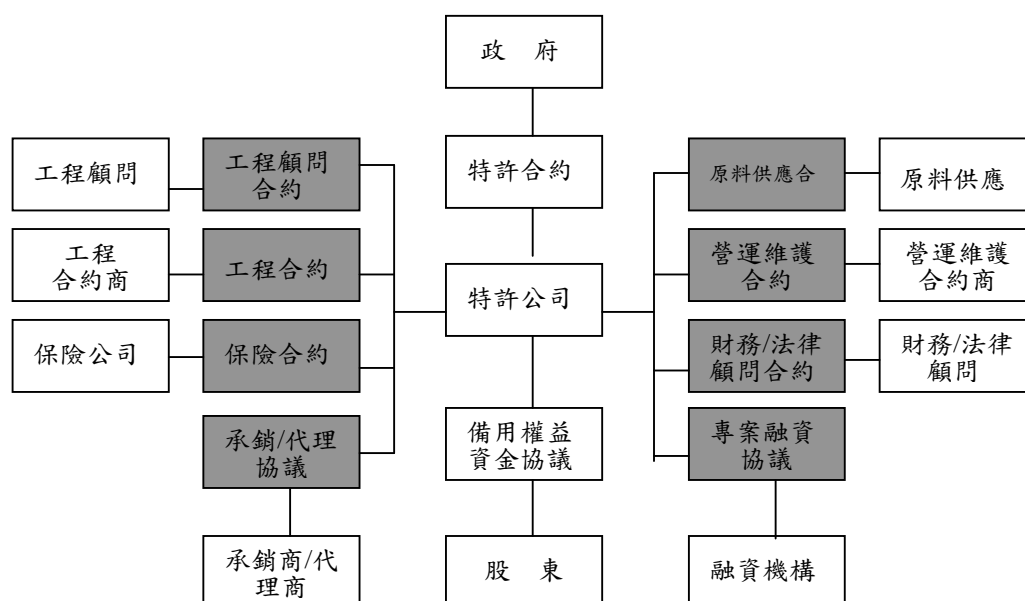 政 府
工程顧問
工程顧問
合約
特許合約
原料供應合
原料供應
工程
合約商
工程合約
特許公司
營運維護
合約
營運維護
合約商
保險公司
保險合約
財務/法律
顧問合約
財務/法律
顧問
承銷/代理
協議
備用權益
資金協議
專案融資
協議
承銷商/代
理商
股 東
融資機構